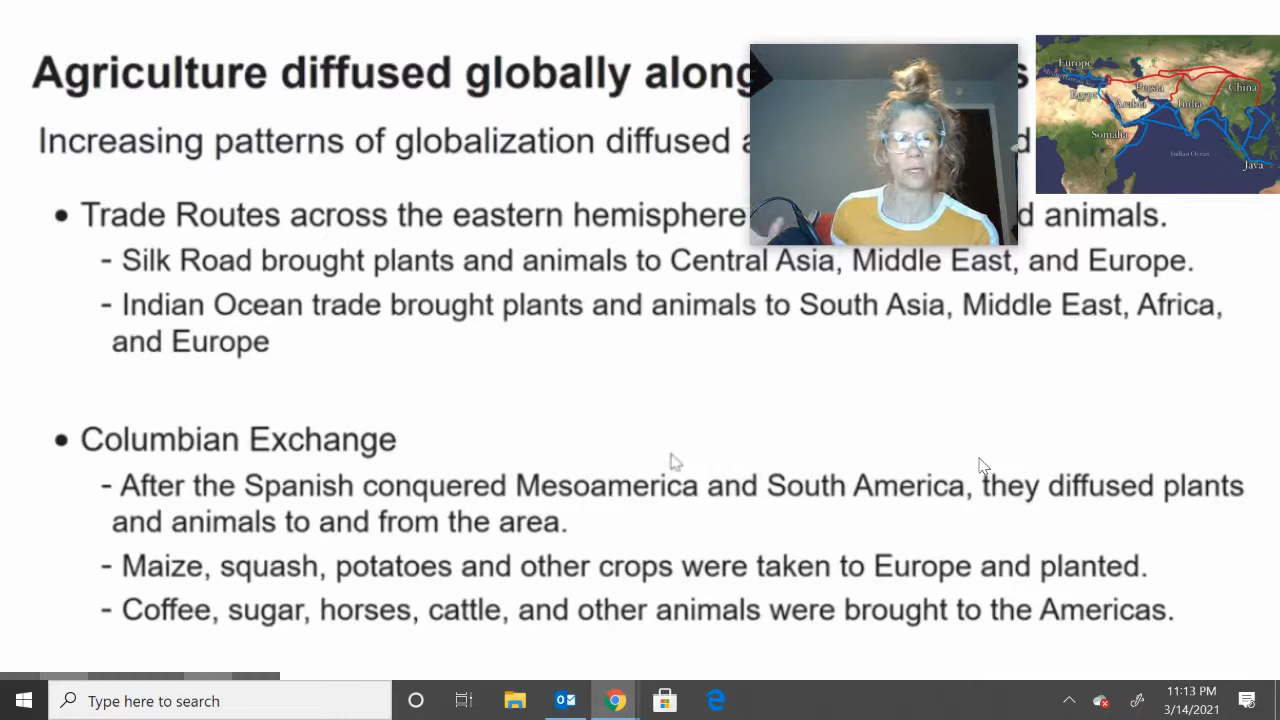 Agriculture diffused globally along
Increasing patterns of globalization diffused
• Trade Routes across the eastern hemisphere d animals.
- Silk Road brought plants and animals to Central Asia, Middle East, and Europe.
- Indian Ocean trade brought plants and animals to South Asia, Middle East, Africa,
and Europe
• Columbian Exchange
- After the Spanish conquered Mesoamerica and South America, they diffused plants
and animals to and from the area.
- Maize, squash, potatoes and other crops were taken to Europe and planted.
- Coffee, sugar, horses, cattle, and other animals were brought to the Americas.
Europe
Egypt
Persia
China
Arabia
India
Somalia
Indian Ocean
Java
Type here to search
11:13 PM
3/14/2021